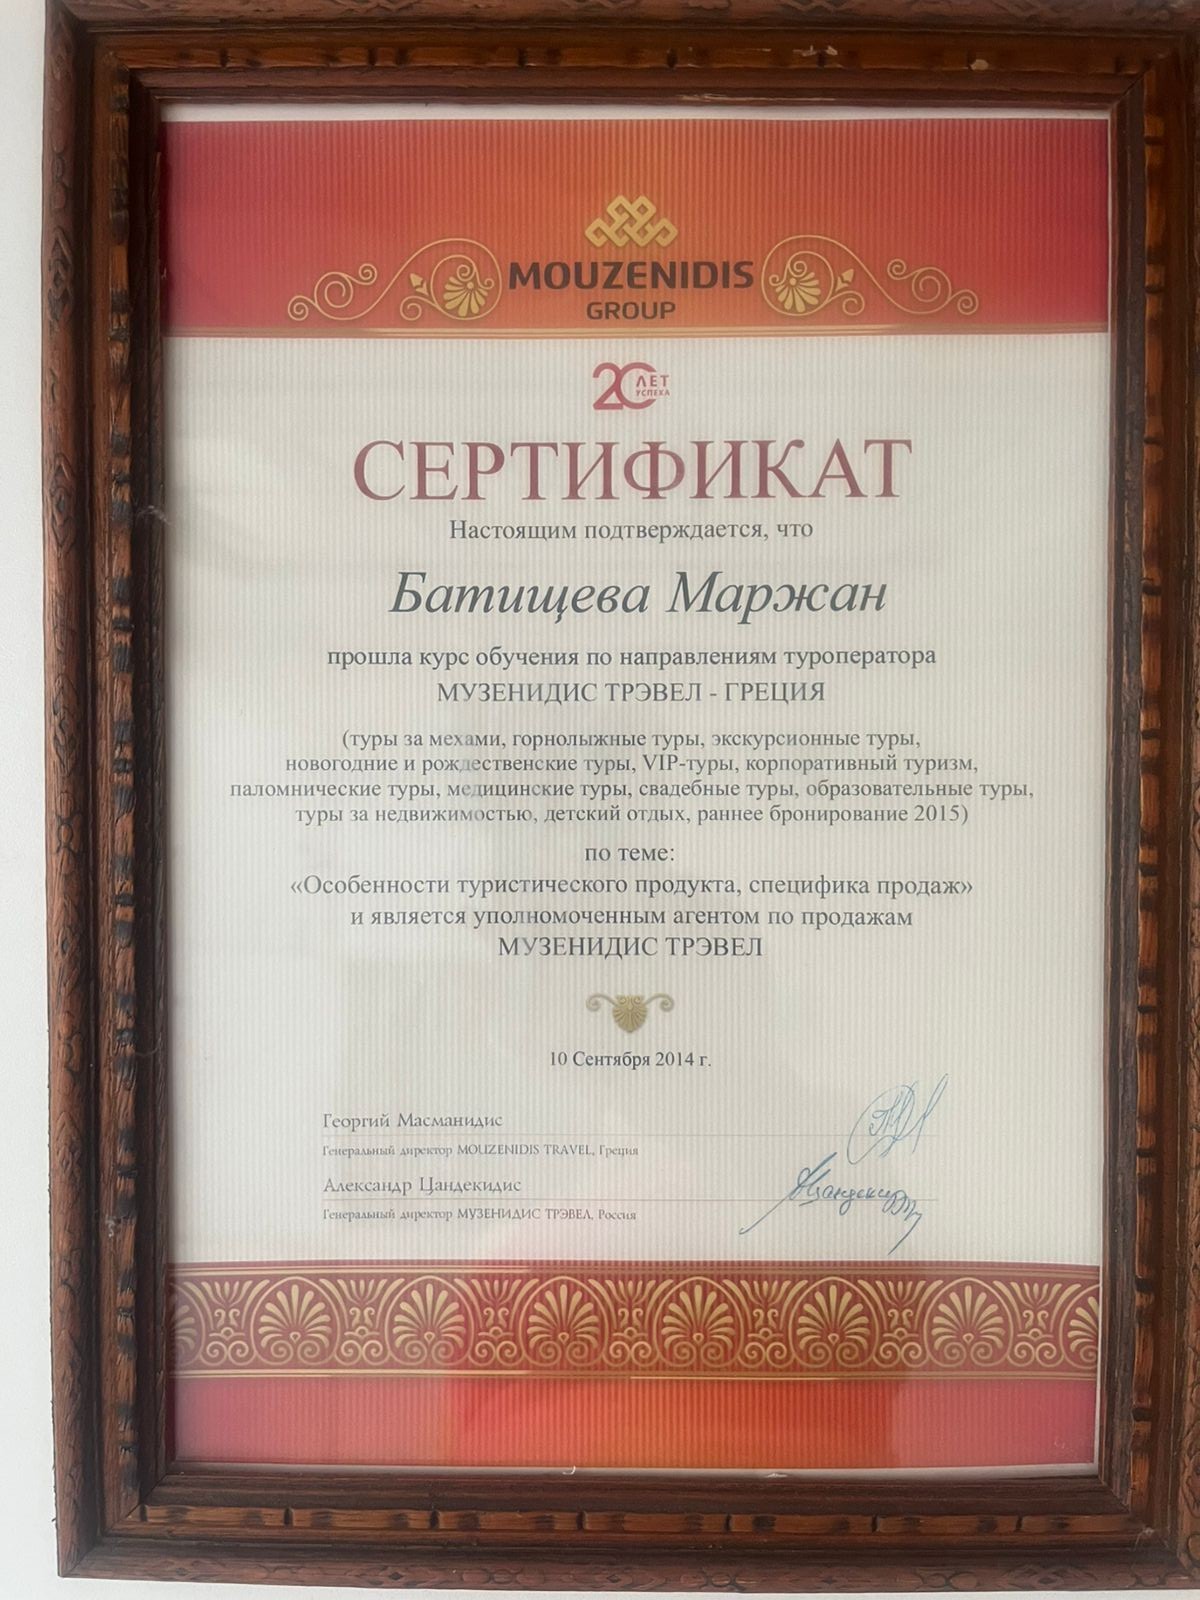 MOUZENIDIS
GROUP
20 ЛЕТ
УСПЕХА
СЕРТИФИКАТ
Настоящим подтверждается, что
Батищева Маржан
прошла курс обучения по направлениям туроператора
МУЗЕНИДИС ТРЭВЕЛ - ГРЕЦИЯ
(туры за мехами, горнолыжные туры, экскурсионные туры,
новогодние и рождественские туры, VIP-туры, корпоративный туризм,
паломнические туры, медицинские туры, свадебные туры, образовательные туры,
туры за недвижимостью, детский отдых, раннее бронирование 2015)
по теме:
«Особенности туристического продукта, специфика продаж»
и является уполномоченным агентом по продажам
МУЗЕНИДИС ТРЭВЕЛ
10 Сентября 2014 г.
Георгий Масманидис
Генеральный директор MOUZENIDIS TRAVEL, Греция
Александр Цандекидис
Генеральный директор МУЗЕНИДИС ТРЭВЕЛ, Россия